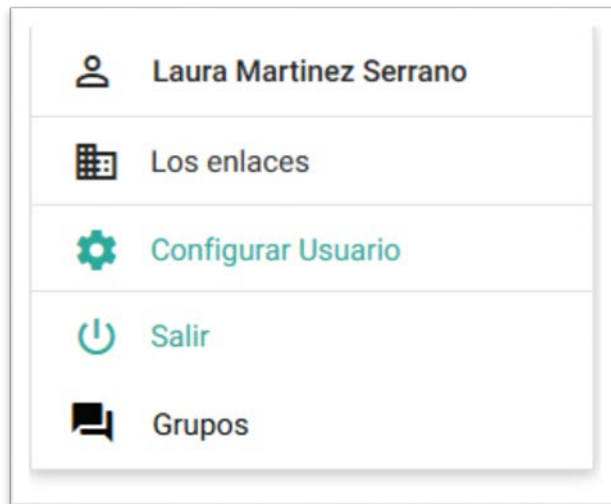 Laura Martinez Serrano
Los enlaces
Configurar Usuario
Salir
Grupos